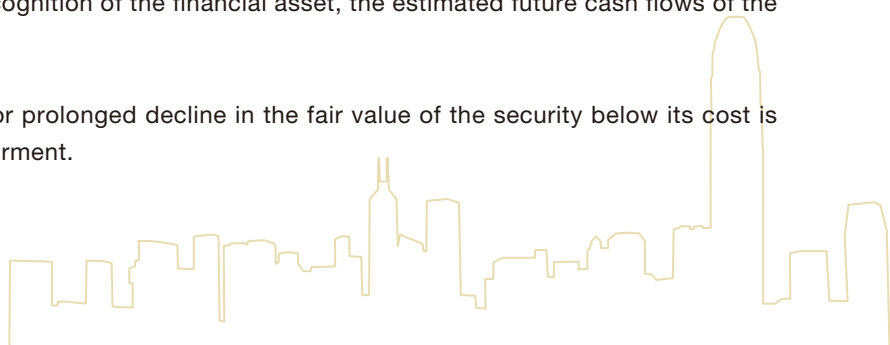 cognition of the financial asset, the estimated future cash flows of the
or prolonged decline in the fair value of the security below its cost is
rment.